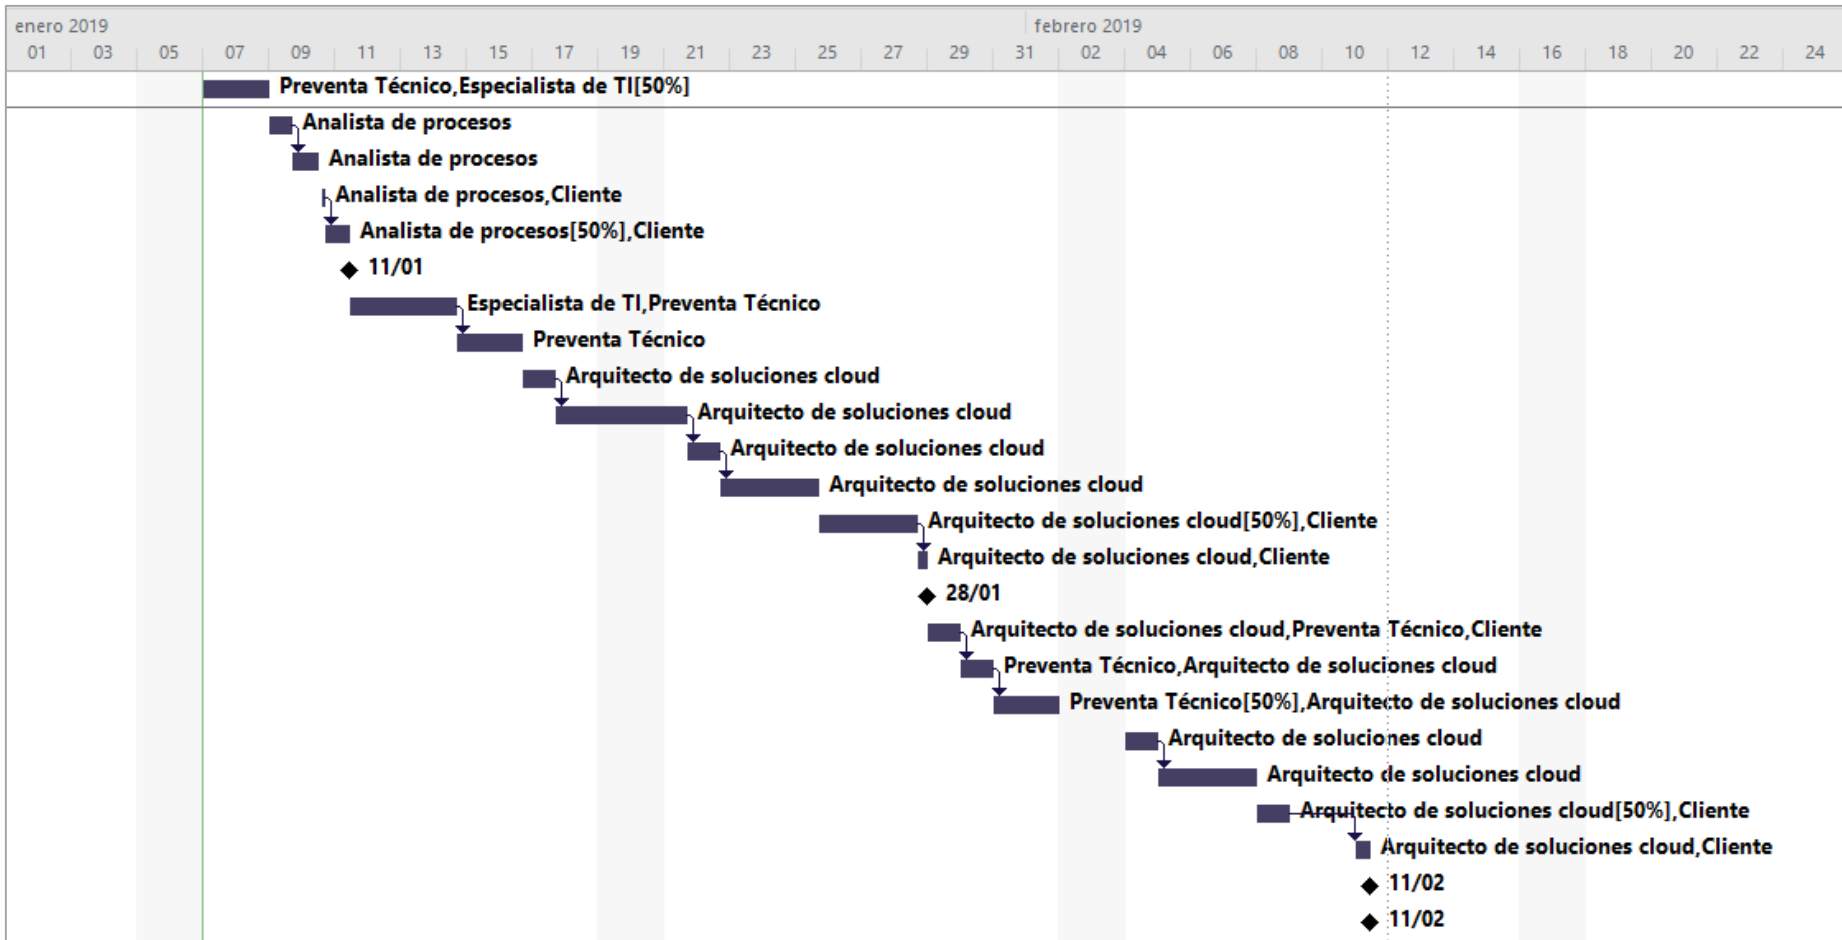 enero 2019 febrero 2019
01 03 05 07 09 11 13 15 17 19 21 23 25 27 29 31 02 04 06 08 10 12 14 16 18 20 22 24
Preventa Técnico,Especialista de TI[50%]
Analista de procesos
Analista de procesos
Analista de procesos,Cliente
Analista de procesos[50%],Cliente
11/01
Especialista de TI,Preventa Técnico
Preventa Técnico
Arquitecto de soluciones cloud
Arquitecto de soluciones cloud
Arquitecto de soluciones cloud
Arquitecto de soluciones cloud
Arquitecto de soluciones cloud[50%],Cliente
Arquitecto de soluciones cloud,Cliente
28/01
Arquitecto de soluciones cloud,Preventa Técnico,Cliente
Preventa Técnico,Arquitecto de soluciones cloud
Preventa Técnico[50%],Arquitecto de soluciones cloud
Arquitecto de soluciones cloud
Arquitecto de soluciones cloud
Arquitecto de soluciones cloud[50%],Cliente
Arquitecto de soluciones cloud,Cliente
11/02
11/02